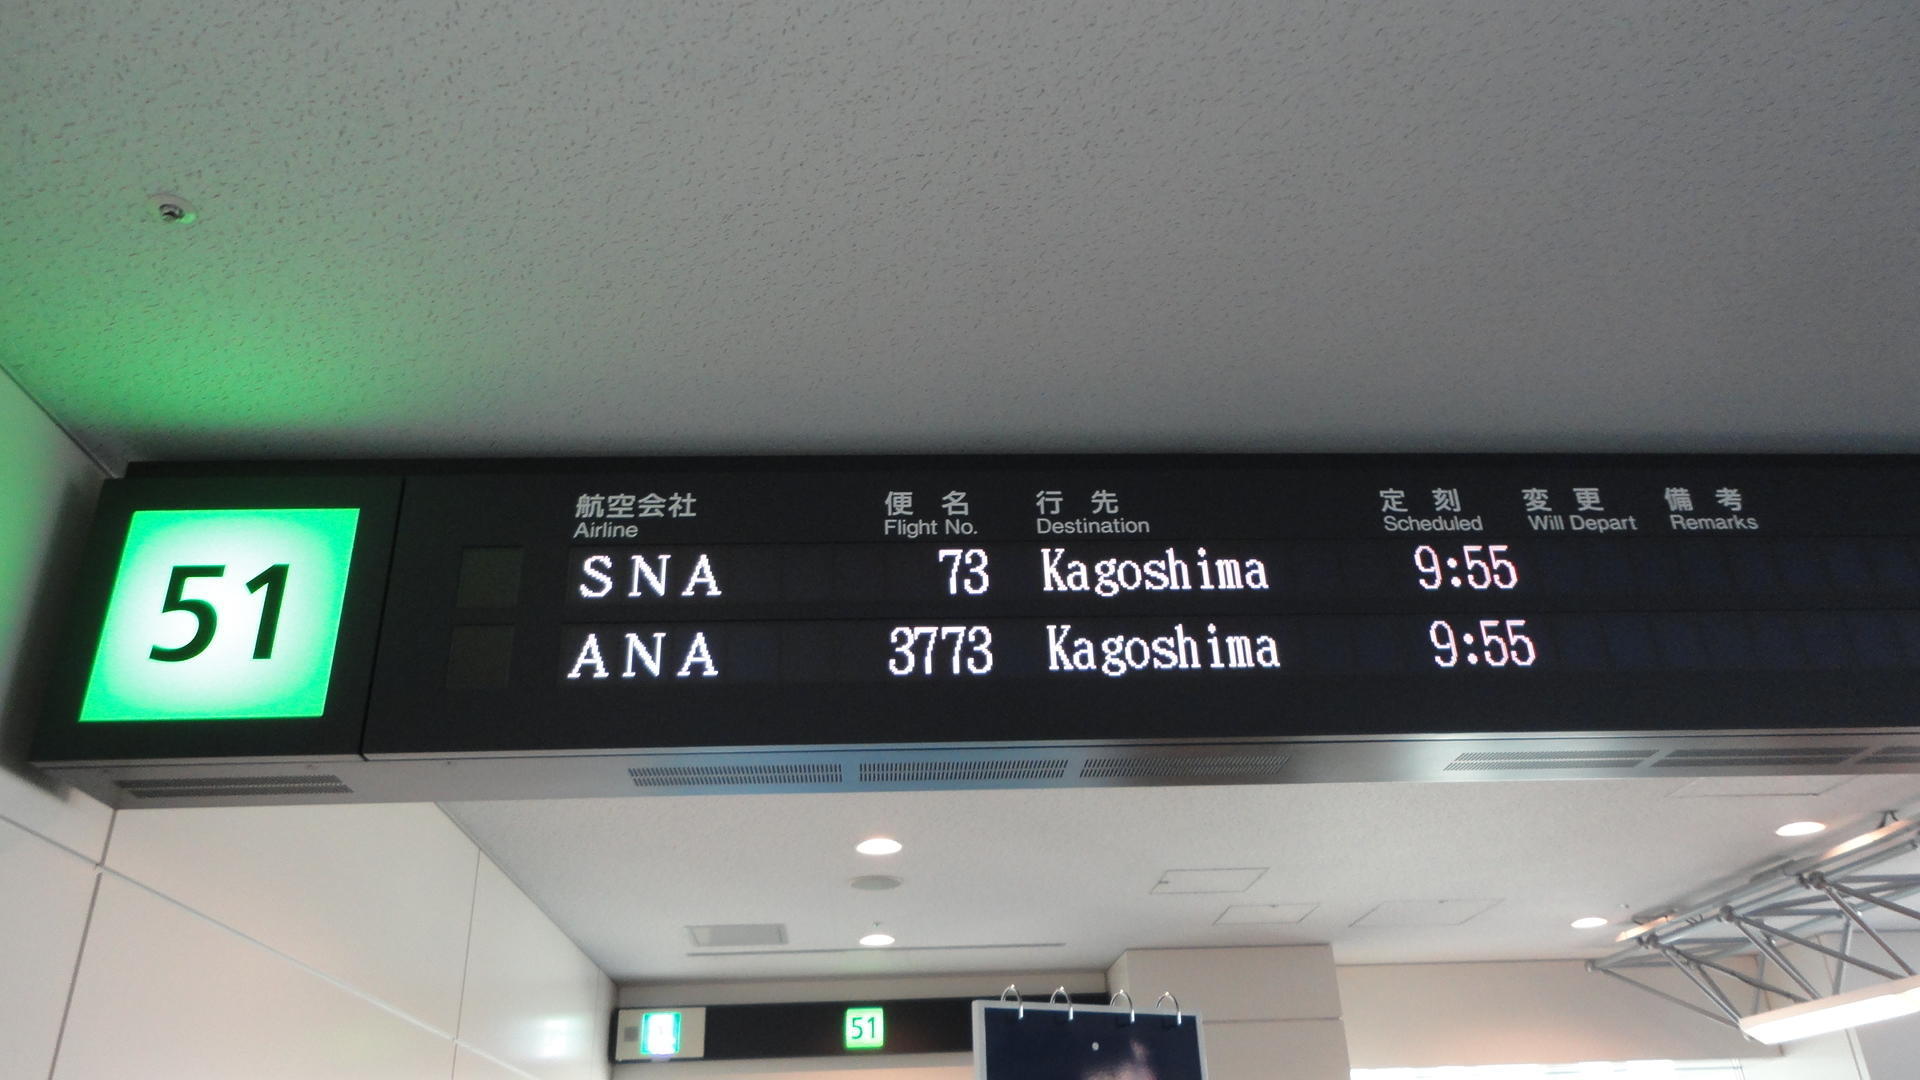 51
航空会社 便名 行先 定刻 変更 備考
Airline Flight No. Destination Scheduled Will Depart Remarks
SNA 73 Kagoshima 9:55
ANA 3773 Kagoshima 9:55
51